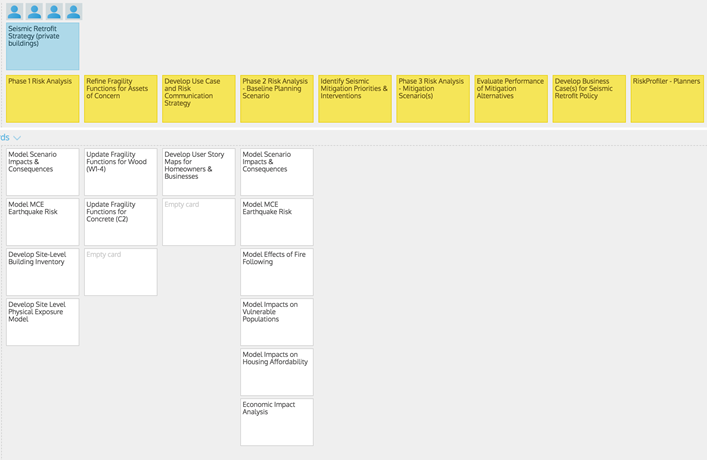 Seismic Retrofit
Strategy (private
buildings)
Phase 1 Risk Analysis
Refine Fragility
Functions for Assets
of Concern
Develop Use Case
and Risk
Communication
Strategy
Phase 2 Risk Analysis
- Baseline Planning
Scenario
Identify Seismic
Mitigation Priorities &
Interventions
Phase 3 Risk Analysis
- Mitigation
Scenario(s)
Evaluate Performance
of Mitigation
Alternatives
Develop Business
Case(s) for Seismic
Retrofit Policy
RiskProfiler - Planners
rds
Model Scenario
Impacts &
Consequences
Update Fragility
Functions for Wood
(W1-4)
Develop User Story
Maps for
Homeowners &
Businesses
Model Scenario
Impacts &
Consequences
Model MCE
Earthquake Risk
Update Fragility
Functions for
Concrete (C2)
Empty card
Model MCE
Earthquake Risk
Develop Site-Level
Building Inventory
Empty card
Model Effects of Fire
Following
Develop Site Level
Physical Exposure
Model
Model Impacts on
Vulnerable
Populations
Model Impacts on
Housing Affordability
Economic Impact
Analysis